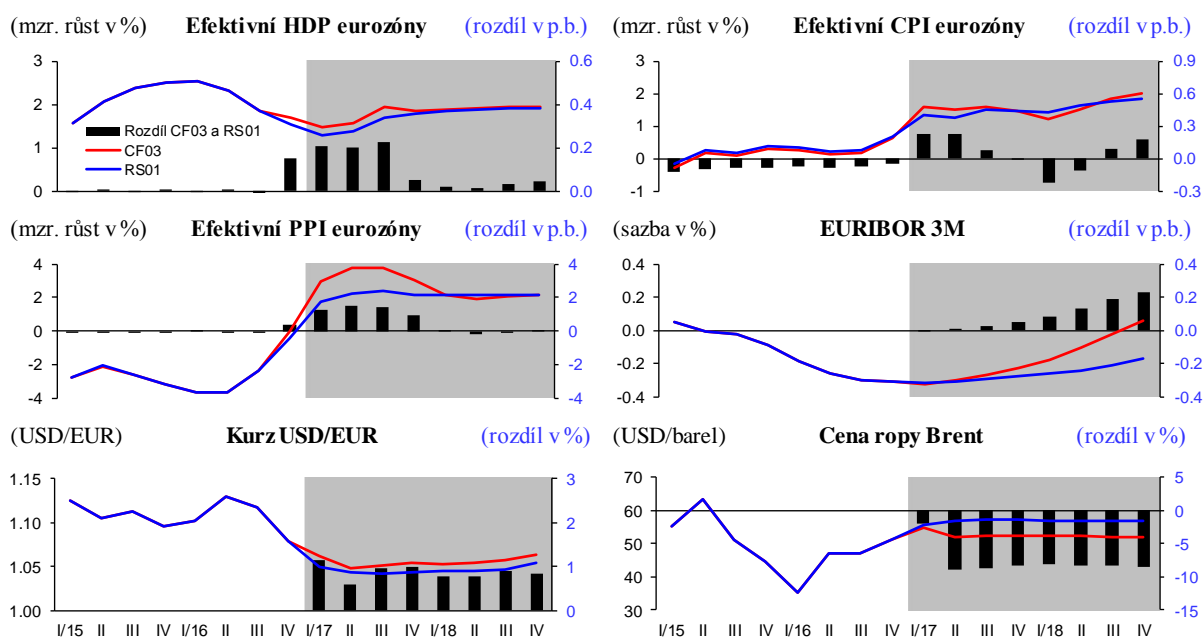 (mzr. růst v %) Efektivní HDP eurozóny (rozdíl v p.b.)
3 0.6
2 0.4
1 0.2
0 0.0
Rozdíl CF03 a RS01
CF03
RS01
(mzr. růst v %) Efektivní CPI eurozóny (rozdíl v p.b.)
3 0.9
2 0.6
1 0.3
0 0.0
-1 -0.3
(mzr. růst v %) Efektivní PPI eurozóny (rozdíl v p.b.)
4 4
2 2
0 0
-2 -2
-4 -4
(sazba v %) EURIBOR 3M (rozdíl v p.b.)
0.4 0.4
0.2 0.2
0.0 0.0
-0.2 -0.2
-0.4 -0.4
(USD/EUR) Kurz USD/EUR (rozdíl v %)
1.15 3
1.10 2
1.05 1
1.00 0
I/15 II III IV I/16 II III IV I/17 II III IV I/18 II III IV
(USD/barel) Cena ropy Brent (rozdíl v %)
70 5
60 0
50 -5
40 -10
30 -15
I/15 II III IV I/16 II III IV I/17 II III IV I/18 II III IV